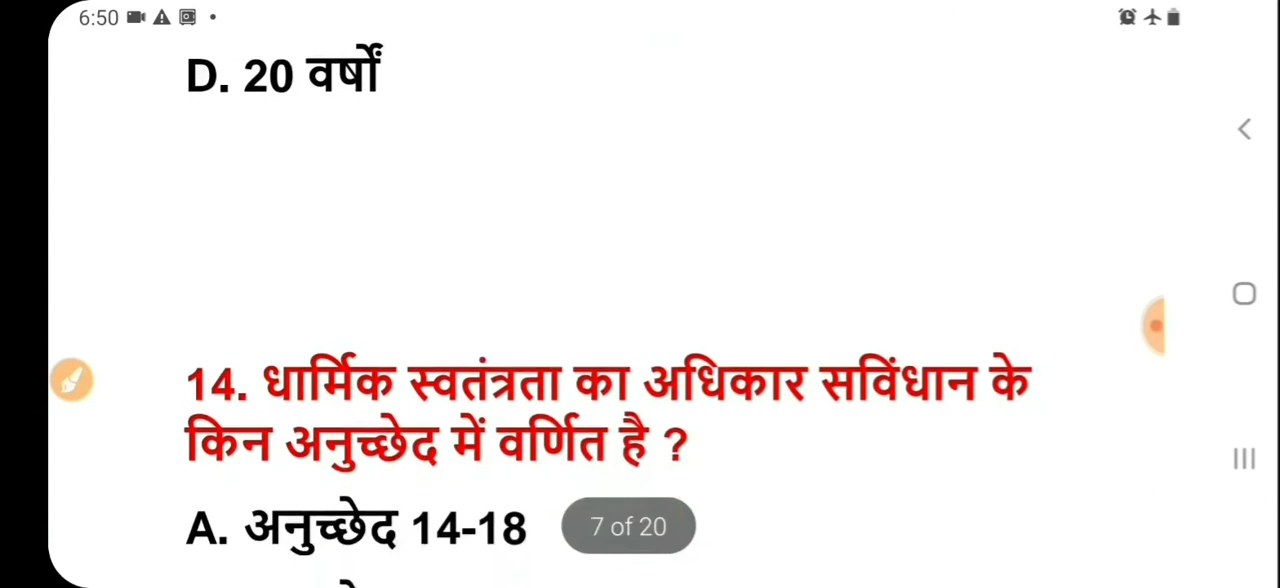 6:50
D. 20 वर्षों
14. धार्मिक स्वतंत्रता का अधिकार सविंधान के
किन अनुच्छेद में वर्णित है ?
A. अनुच्छेद 14-18
7 of 20